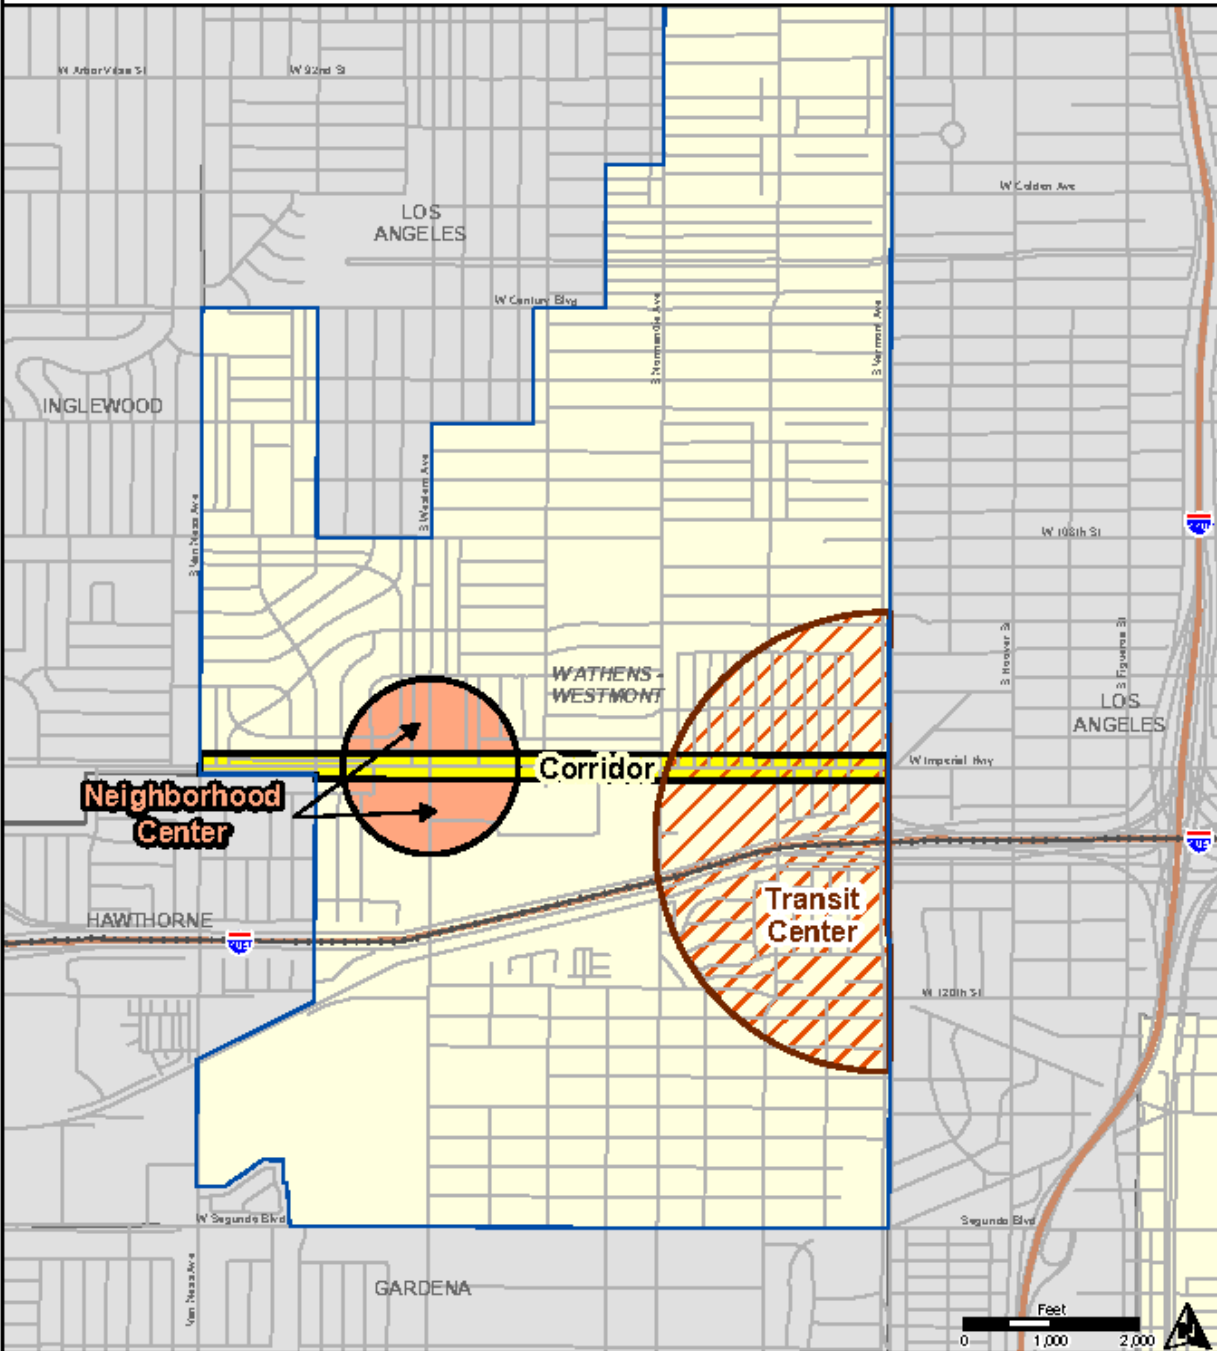 W Arbor Vitae St
W 92nd St
W Colden Ave
LOS
ANGELES
W Century Blvd
S Normandie Ave
S Vermont Ave
INGLEWOOD
S Western Ave
S Van Ness Ave
W 108th St
S Hoover St
S Figueroa St
W ATHENS -
WESTMONT
LOS
ANGELES
W Imperial Hwy
Corridor
Neighborhood
Center
HAWTHORNE
Transit
Center
W 120th St
W Segundo Blvd
Segundo Blvd
Van Ness Ave
GARDENA
Feet
0 1,000 2,000
N